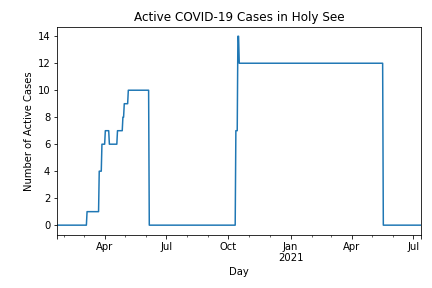 Active COVID-19 Cases in Holy See
Number of Active Cases
14
12
10
8
6
4
2
0
Apr Jul Oct Jan Apr Jul
2021
Day